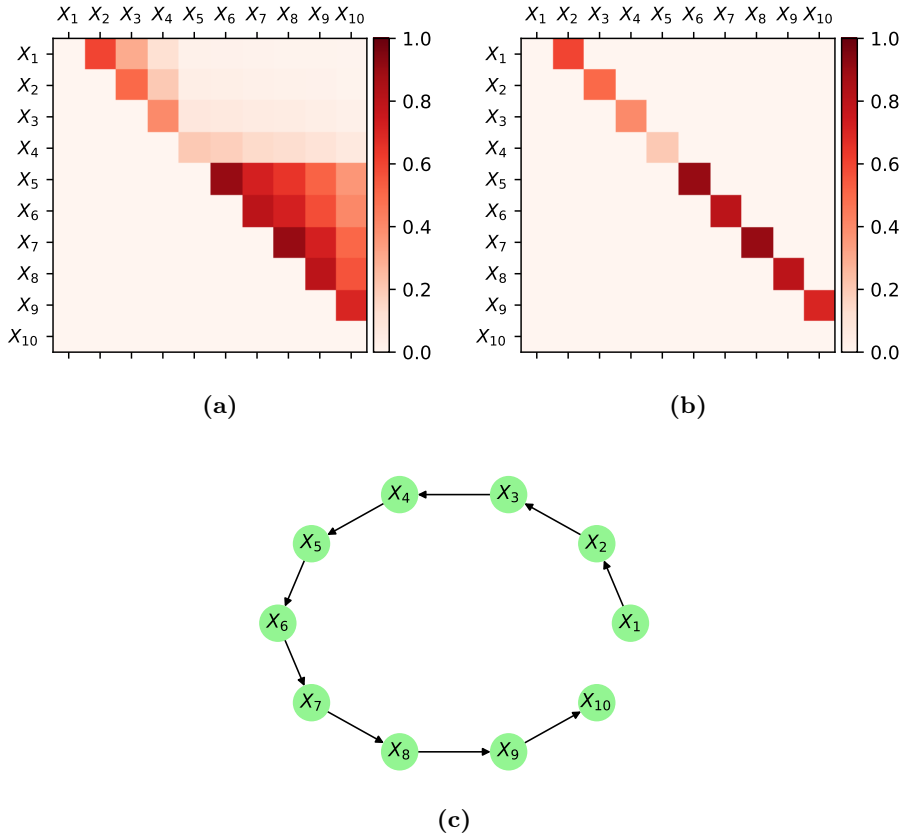 X1 X2 X3 X4 X5 X6 X7 X8 X9 X10
X1
X2
X3
X4
X5
X6
X7
X8
X9
X10
1.0
0.8
0.6
0.4
0.2
0.0
(a)
X1 X2 X3 X4 X5 X6 X7 X8 X9 X10
X1
X2
X3
X4
X5
X6
X7
X8
X9
X10
1.0
0.8
0.6
0.4
0.2
0.0
(b)
X4 X3
X5 X2
X6 X1
X7 X10
X8 X9
(c)